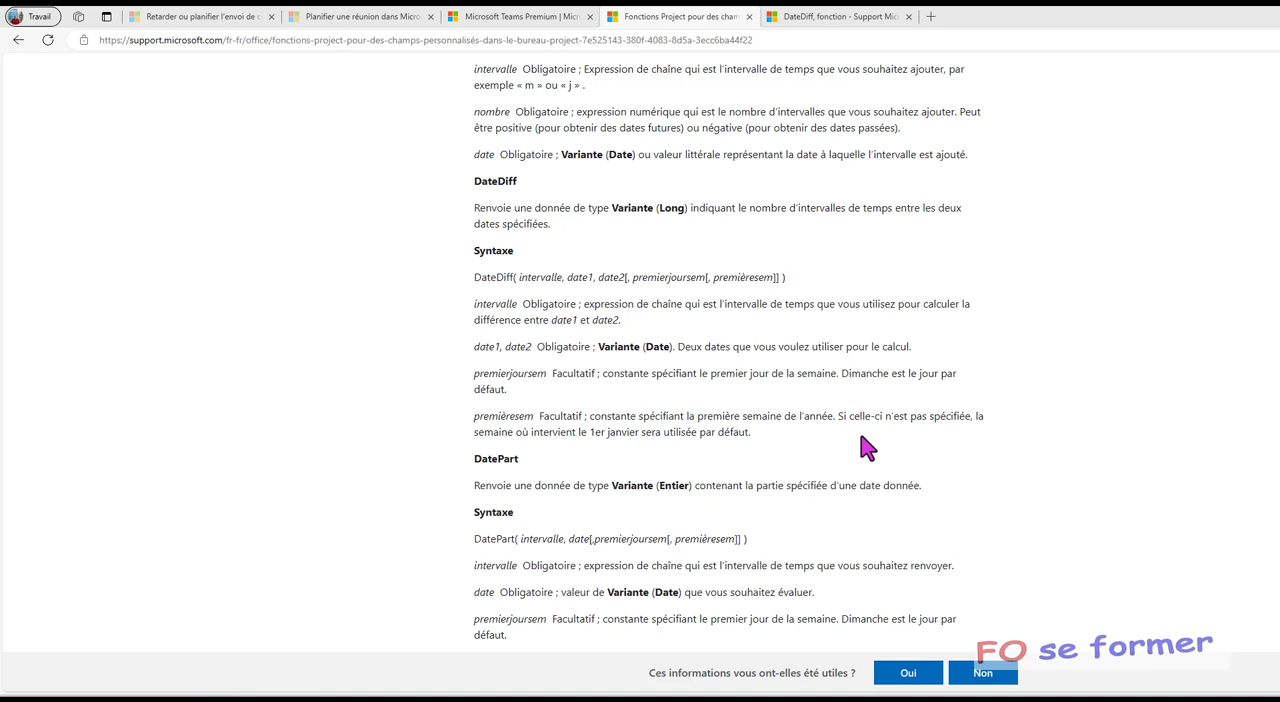 Travail
Retarder ou planifier l'envoi de c
Planifier une réunion dans Micro
Microsoft Teams Premium | Micr
Fonctions Project pour des cham
DateDiff, fonction - Support Mic
https://support.microsoft.com/fr-fr/office/fonctions-project-pour-des-champs-personnalisés-dans-le-bureau-project-7e525143-380f-4083-8d5a-3ecc6ba44f22
intervalle Obligatoire ; Expression de chaîne qui est l'intervalle de temps que vous souhaitez ajouter, par
exemple « m » ou « j » .
nombre Obligatoire ; expression numérique qui est le nombre d'intervalles que vous souhaitez ajouter. Peut
être positive (pour obtenir des dates futures) ou négative (pour obtenir des dates passées).
date Obligatoire ; Variante (Date) ou valeur littérale représentant la date à laquelle l'intervalle est ajouté.
DateDiff
Renvoie une donnée de type Variante (Long) indiquant le nombre d'intervalles de temps entre les deux
dates spécifiées.
Syntaxe
DateDiff( intervalle, date1, date2[, premierjoursem[, premièresem]] )
intervalle Obligatoire ; expression de chaîne qui est l'intervalle de temps que vous utilisez pour calculer la
différence entre date1 et date2.
date1, date2 Obligatoire ; Variante (Date). Deux dates que vous voulez utiliser pour le calcul.
premierjoursem Facultatif ; constante spécifiant le premier jour de la semaine. Dimanche est le jour par
défaut.
premièresem Facultatif ; constante spécifiant la première semaine de l'année. Si celle-ci n'est pas spécifiée, la
semaine où intervient le 1er janvier sera utilisée par défaut.
DatePart
Renvoie une donnée de type Variante (Entier) contenant la partie spécifiée d'une date donnée.
Syntaxe
DatePart( intervalle, date[,premierjoursem[, premièresem]] )
intervalle Obligatoire ; expression de chaîne qui est l'intervalle de temps que vous souhaitez renvoyer.
date Obligatoire ; valeur de Variante (Date) que vous souhaitez évaluer.
premierjoursem Facultatif ; constante spécifiant le premier jour de la semaine. Dimanche est le jour par
défaut.
FO se former
Ces informations vous ont-elles été utiles ?
Oui
Non